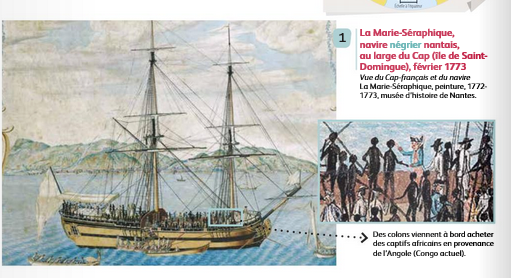 1
La Marie-Séraphique,
navire négrier nantais,
au large du Cap (île de Saint-
Domingue), février 1773
Vue du Cap-français et du navire
La Marie-Séraphique, peinture, 1772-
1773, musée d'histoire de Nantes.
Des colons viennent à bord acheter
des captifs africains en provenance
de l'Angole (Congo actuel).